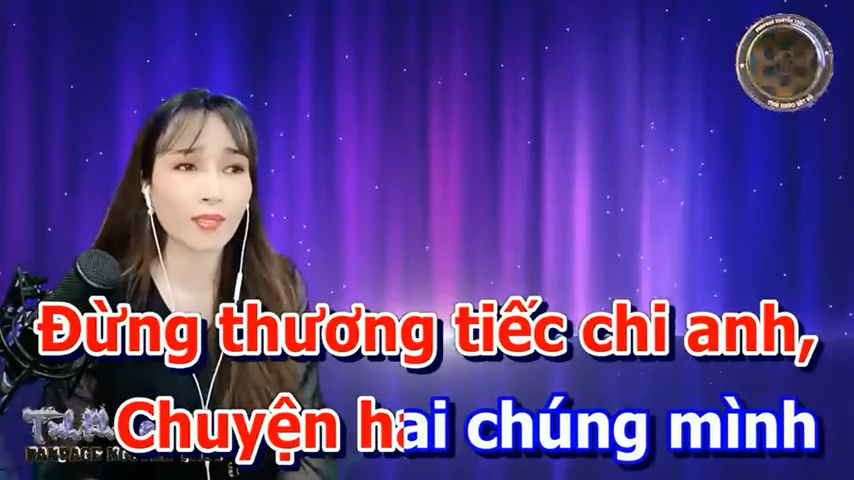 Đừng thương tiếc chi anh,
Chuyện hai chúng mình